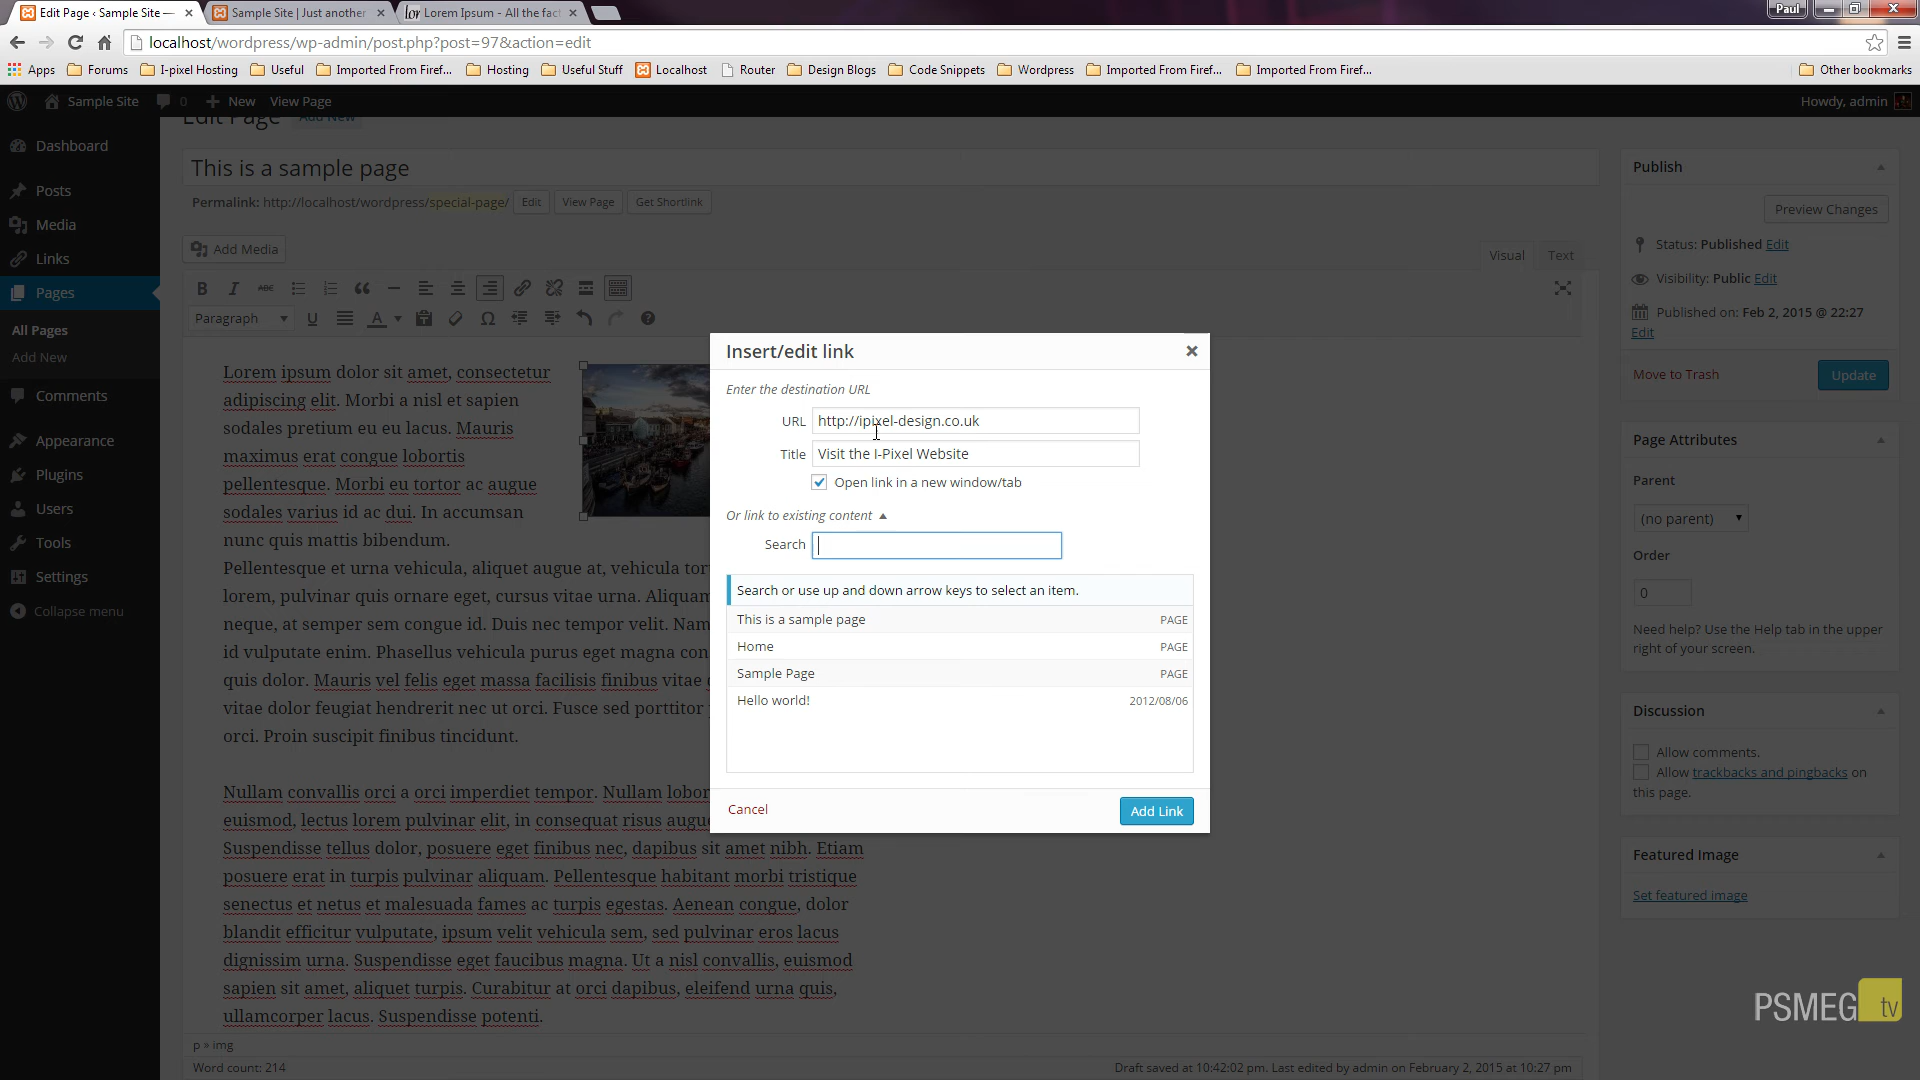 Edit Page ‹ Sample Site —
Sample Site | Just another
Lorem Ipsum - All the fac
Paul
localhost/wordpress/wp-admin/post.php?post=97&action=edit
Apps
Forums
I-pixel Hosting
Useful
Imported From Firef...
Hosting
Useful Stuff
Localhost
Router
Design Blogs
Code Snippets
Wordpress
Imported From Firef...
Imported From Firef...
Other bookmarks
Sample Site
0
New
View Page
Howdy, admin
Edit Page
Add New
Dashboard
Posts
Media
Links
Pages
All Pages
Add New
Comments
Appearance
Plugins
Users
Tools
Settings
Collapse menu
This is a sample page
Permalink: http://localhost/wordpress/special-page/
Edit
View Page
Get Shortlink
Add Media
Visual
Text
B
I
ABC
Paragraph
U
A
Ω
Lorem ipsum dolor sit amet, consectetur
adipiscing elit. Morbi a nisl et sapien
sodales pretium eu eu lacus. Mauris
maximus erat congue lobortis
pellentesque. Morbi eu tortor ac augue
sodales varius id ac dui. In accumsan
nunc quis mattis bibendum.
Pellentesque et urna vehicula, aliquet augue at, vehicula tor
lorem, pulvinar quis ornare eget, cursus vitae urna. Aliquam
neque, at semper sem congue id. Duis nec tempor velit. Nam
id vulputate enim. Phasellus vehicula purus eget magna con
quis dolor. Mauris vel felis eget massa facilisis finibus vitae
vitae dolor feugiat hendrerit nec ut orci. Fusce sed porttitor
orci. Proin suscipit finibus tincidunt.
Nullam convallis orci a orci imperdiet tempor. Nullam lobor
euismod, lectus lorem pulvinar elit, in consequat risus augu
Suspendisse tellus dolor, posuere eget finibus nec, dapibus sit amet nibh. Etiam
posuere erat in turpis pulvinar aliquam. Pellentesque habitant morbi tristique
senectus et netus et malesuada fames ac turpis egestas. Aenean congue, dolor
blandit efficitur vulputate, ipsum velit vehicula sem, sed pulvinar eros lacus
dignissim urna. Suspendisse eget faucibus magna. Ut a nisl convallis, euismod
sapien sit amet, aliquet turpis. Curabitur at orci dapibus, eleifend urna quis,
ullamcorper lacus. Suspendisse potenti.
p » img
Word count: 214
Draft saved at 10:42:02 pm. Last edited by admin on February 2, 2015 at 10:27 pm
Insert/edit link
Enter the destination URL
URL
http://ipixel-design.co.uk
Title
Visit the I-Pixel Website
Open link in a new window/tab
Or link to existing content
Search
Search or use up and down arrow keys to select an item.
This is a sample page PAGE
Home PAGE
Sample Page PAGE
Hello world! 2012/08/06
Cancel
Add Link
Publish
Preview Changes
Status: Published Edit
Visibility: Public Edit
Published on: Feb 2, 2015 @ 22:27
Edit
Move to Trash
Update
Page Attributes
Parent
(no parent)
Order
0
Need help? Use the Help tab in the upper
right of your screen.
Discussion
Allow comments.
Allow trackbacks and pingbacks on
this page.
Featured Image
Set featured image
PSMEG tv